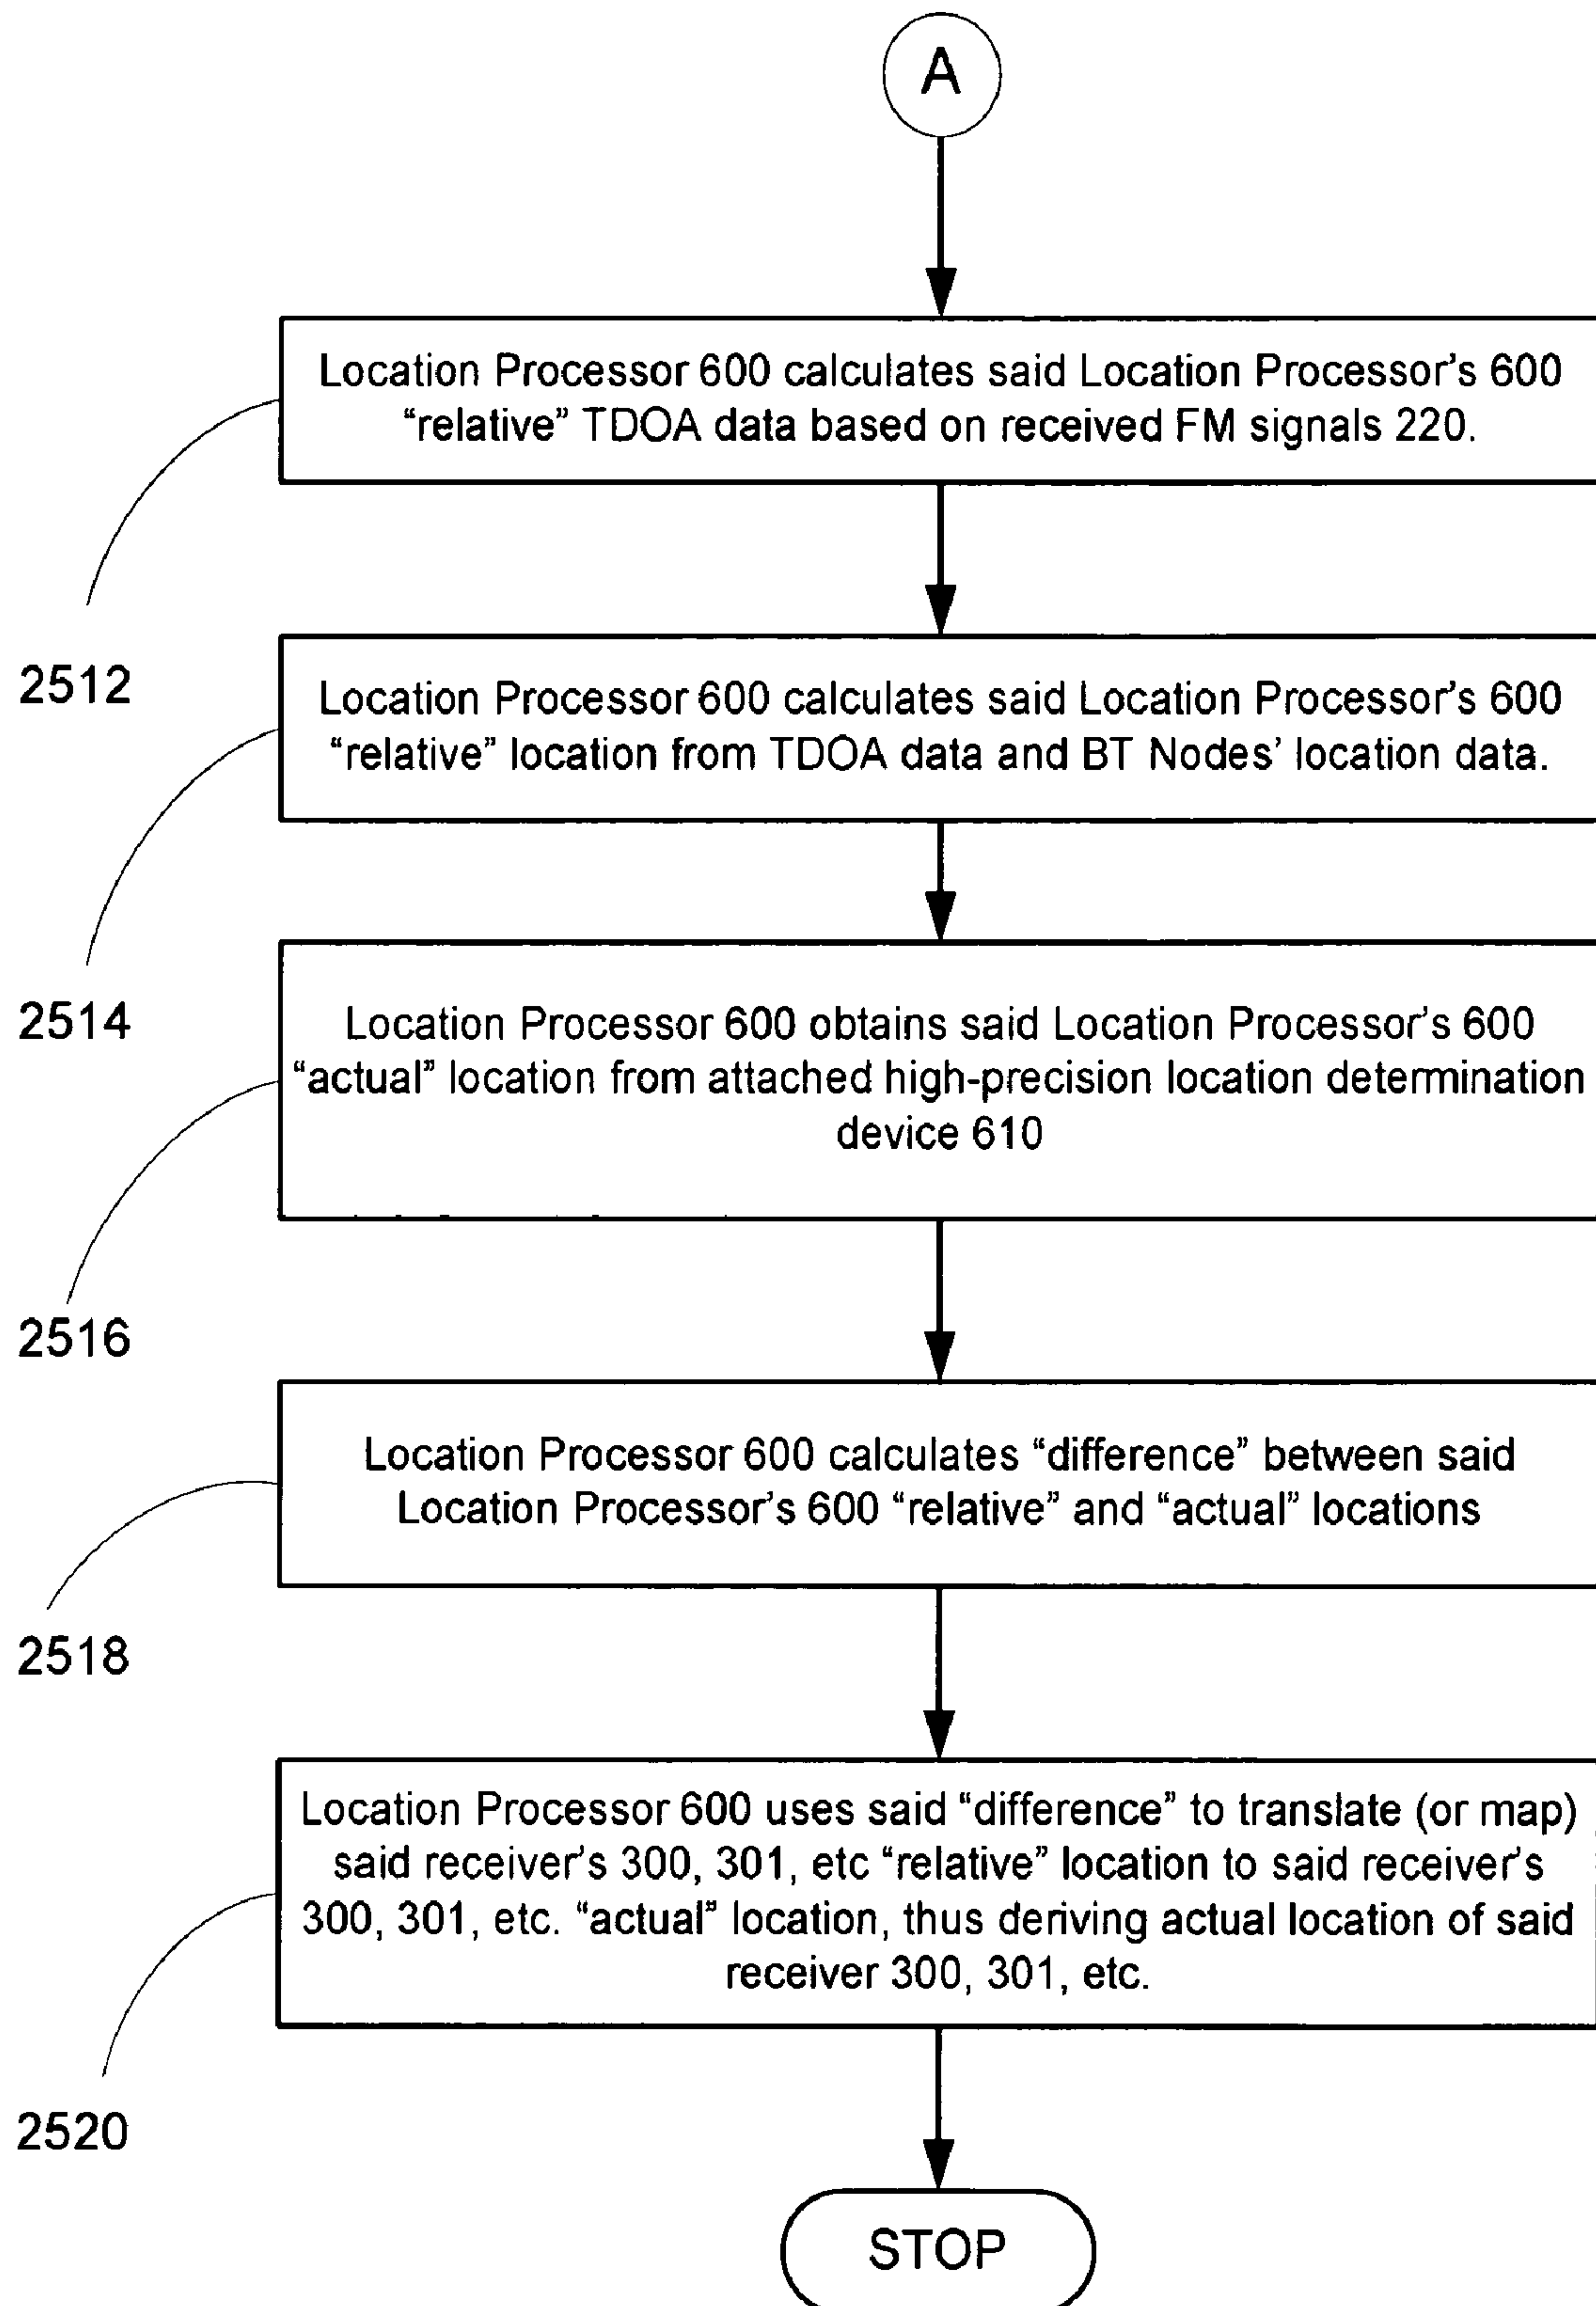 A
Location Processor 600 calculates said Location Processor's 600
“relative” TDOA data based on received FM signals 220.
2512
Location Processor 600 calculates said Location Processor's 600
“relative” location from TDOA data and BT Nodes’ location data.
2514
Location Processor 600 obtains said Location Processor's 600
“actual” location from attached high-precision location determination
device 610
2516
Location Processor 600 calculates “difference” between said
Location Processor's 600 “relative” and “actual” locations
2518
Location Processor 600 uses said “difference” to translate (or map)
said receiver's 300, 301, etc “relative” location to said receiver's
300, 301, etc. “actual” location, thus deriving actual location of said
receiver 300, 301, etc.
2520
STOP